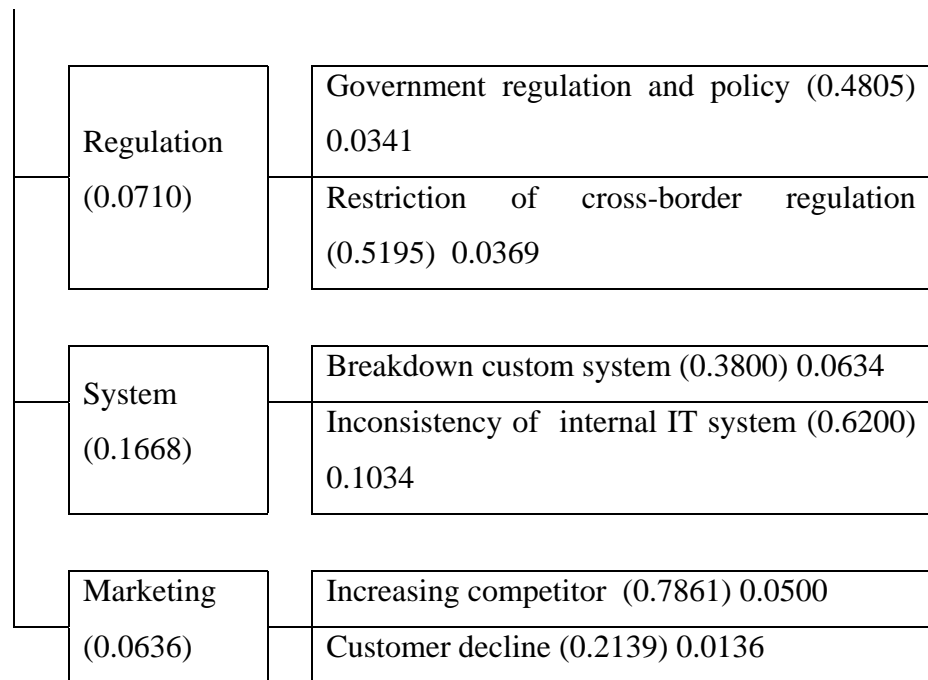 Regulation
(0.0710)
Government regulation and policy (0.4805)
0.0341
Restriction of cross-border regulation
(0.5195) 0.0369
System
(0.1668)
Breakdown custom system (0.3800) 0.0634
Inconsistency of internal IT system (0.6200)
0.1034
Marketing
(0.0636)
Increasing competitor (0.7861) 0.0500
Customer decline (0.2139) 0.0136